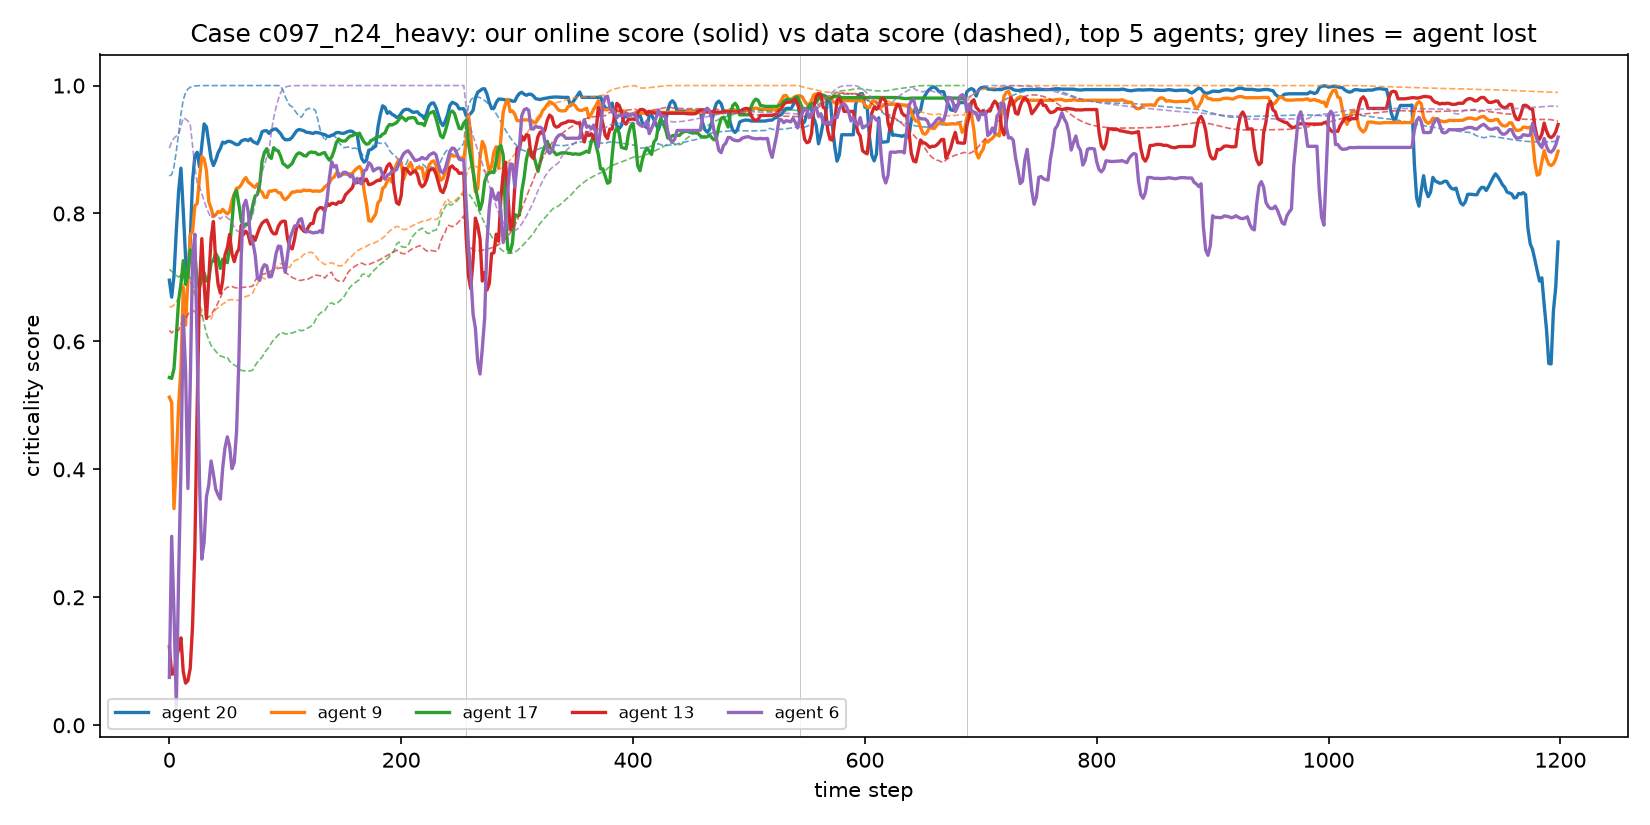 Case c097_n24_heavy: our online score (solid) vs data score (dashed), top 5 agents; grey lines = agent lost
criticality score
1.0
0.8
0.6
0.4
0.2
0.0
agent 20 agent 9 agent 17 agent 13 agent 6
0 200 400 600 800 1000 1200
time step